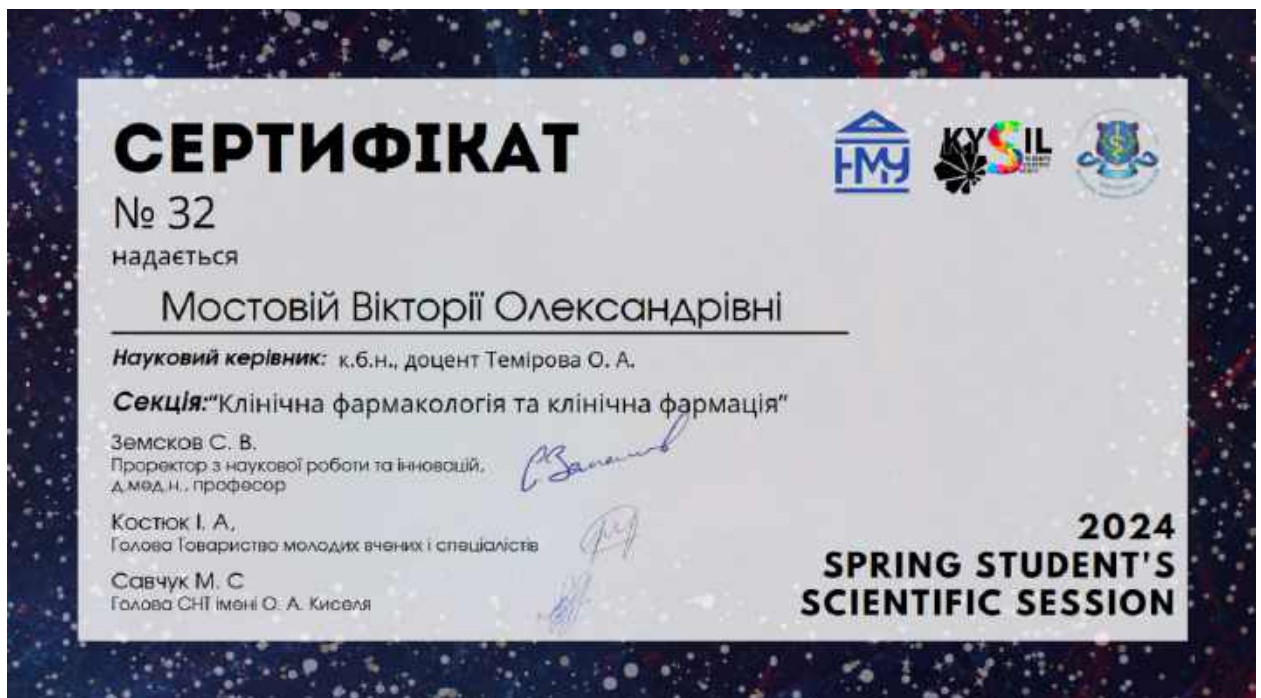 СЕРТИФІКАТ
№ 32
надається
Мостовій Вікторії Олександрівні
Науковий керівник: к.б.н., доцент Темірова О. А.
Секція:"Клінічна фармакологія та клінічна фармація"
Земсков С. В.
Проректор з наукової роботи та інновацій,
д.мед.н., професор
Костюк І. А,
Голова Товариство молодих вчених і спеціалістів
Савчук М. С
Голова СНТ імені О. А. Киселя
НМУ
KYSIL
2024
SPRING STUDENT'S
SCIENTIFIC SESSION